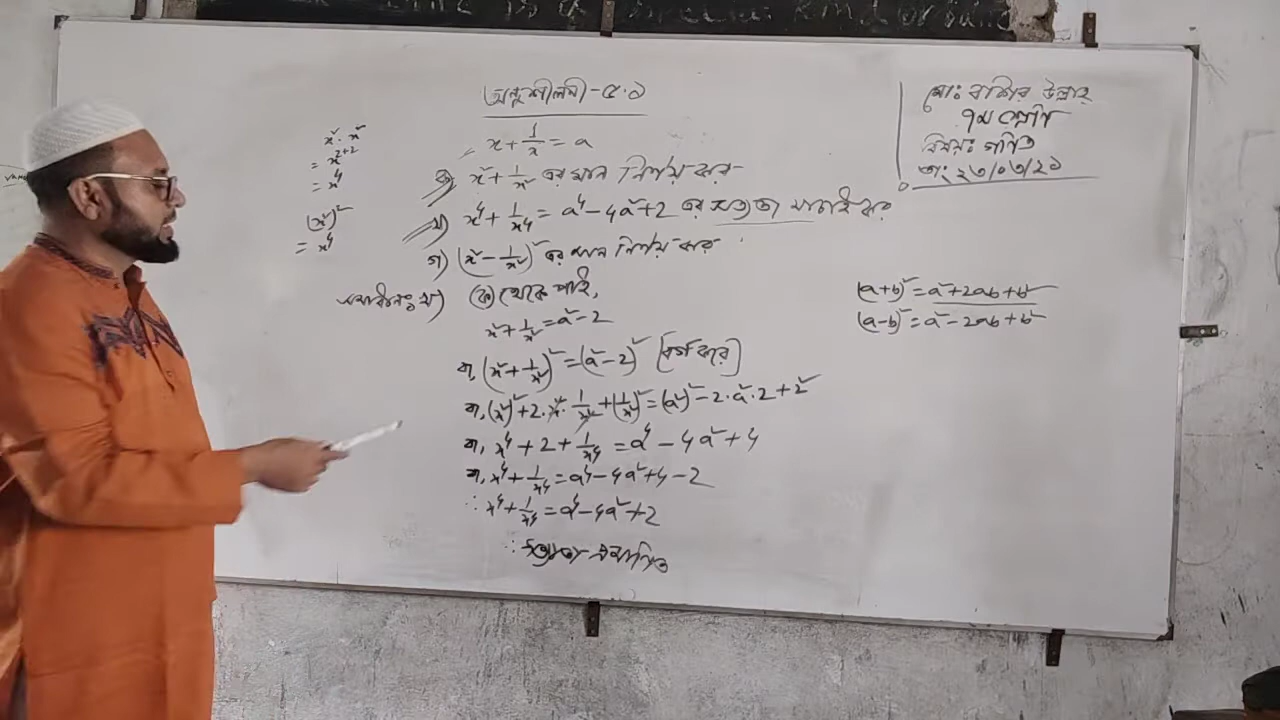 অনুশীলনী-৫.১
মোঃ বাশির উল্লাহ
৭ম শ্রেণি
বিষয়ঃ গণিত
তাং ২৩/০৩/২১
x + 1/x = a
ক) x² + 1/x² এর মান নির্ণয় কর
খ) x⁴ + 1/x⁴ = a⁴ - 4a² + 2 এর সত্যতা যাচাই কর
গ) (x² - 1/x²)² এর মান নির্ণয় কর
x² · x²
= x²⁺²
= x⁴
(x²)²
= x⁴
সমাধানঃ খ) (ক) থেকে পাই,
x² + 1/x² = a² - 2
বা, (x² + 1/x²)² = (a² - 2)² [বর্গ করে]
বা, (x²)² + 2·x²·1/x² + (1/x²)² = (a²)² - 2·a²·2 + 2²
বা, x⁴ + 2 + 1/x⁴ = a⁴ - 4a² + 4
বা, x⁴ + 1/x⁴ = a⁴ - 4a² + 4 - 2
∴ x⁴ + 1/x⁴ = a⁴ - 4a² + 2
∴ সত্যতা প্রমাণিত
(a+b)² = a² + 2ab + b²
(a-b)² = a² - 2ab + b²